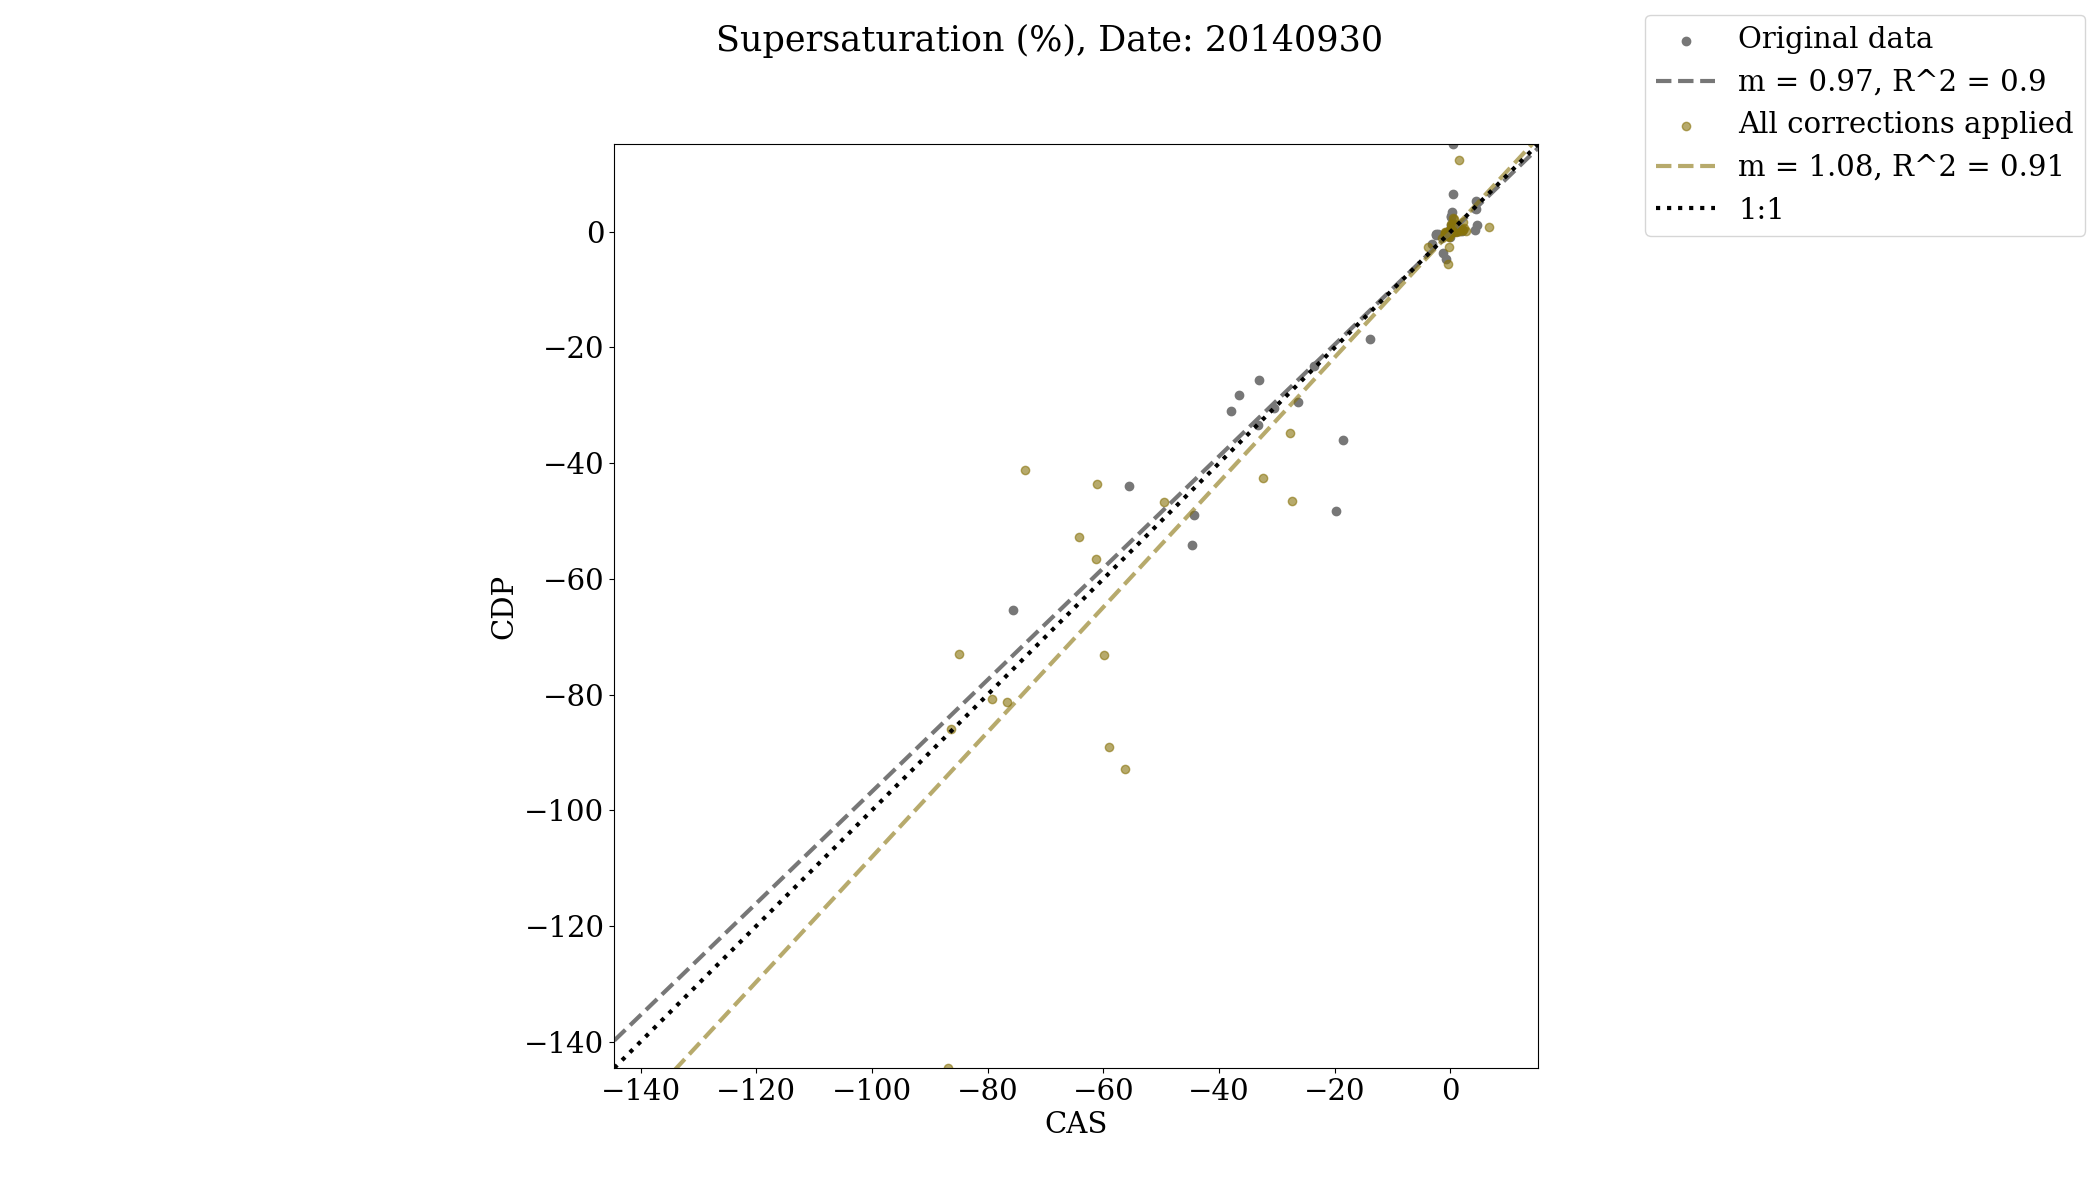 Supersaturation (%), Date: 20140930
Original data
m = 0.97, R^2 = 0.9
All corrections applied
m = 1.08, R^2 = 0.91
1:1
CDP
0
−20
−40
−60
−80
−100
−120
−140
−140
−120
−100
−80
−60
−40
−20
0
CAS